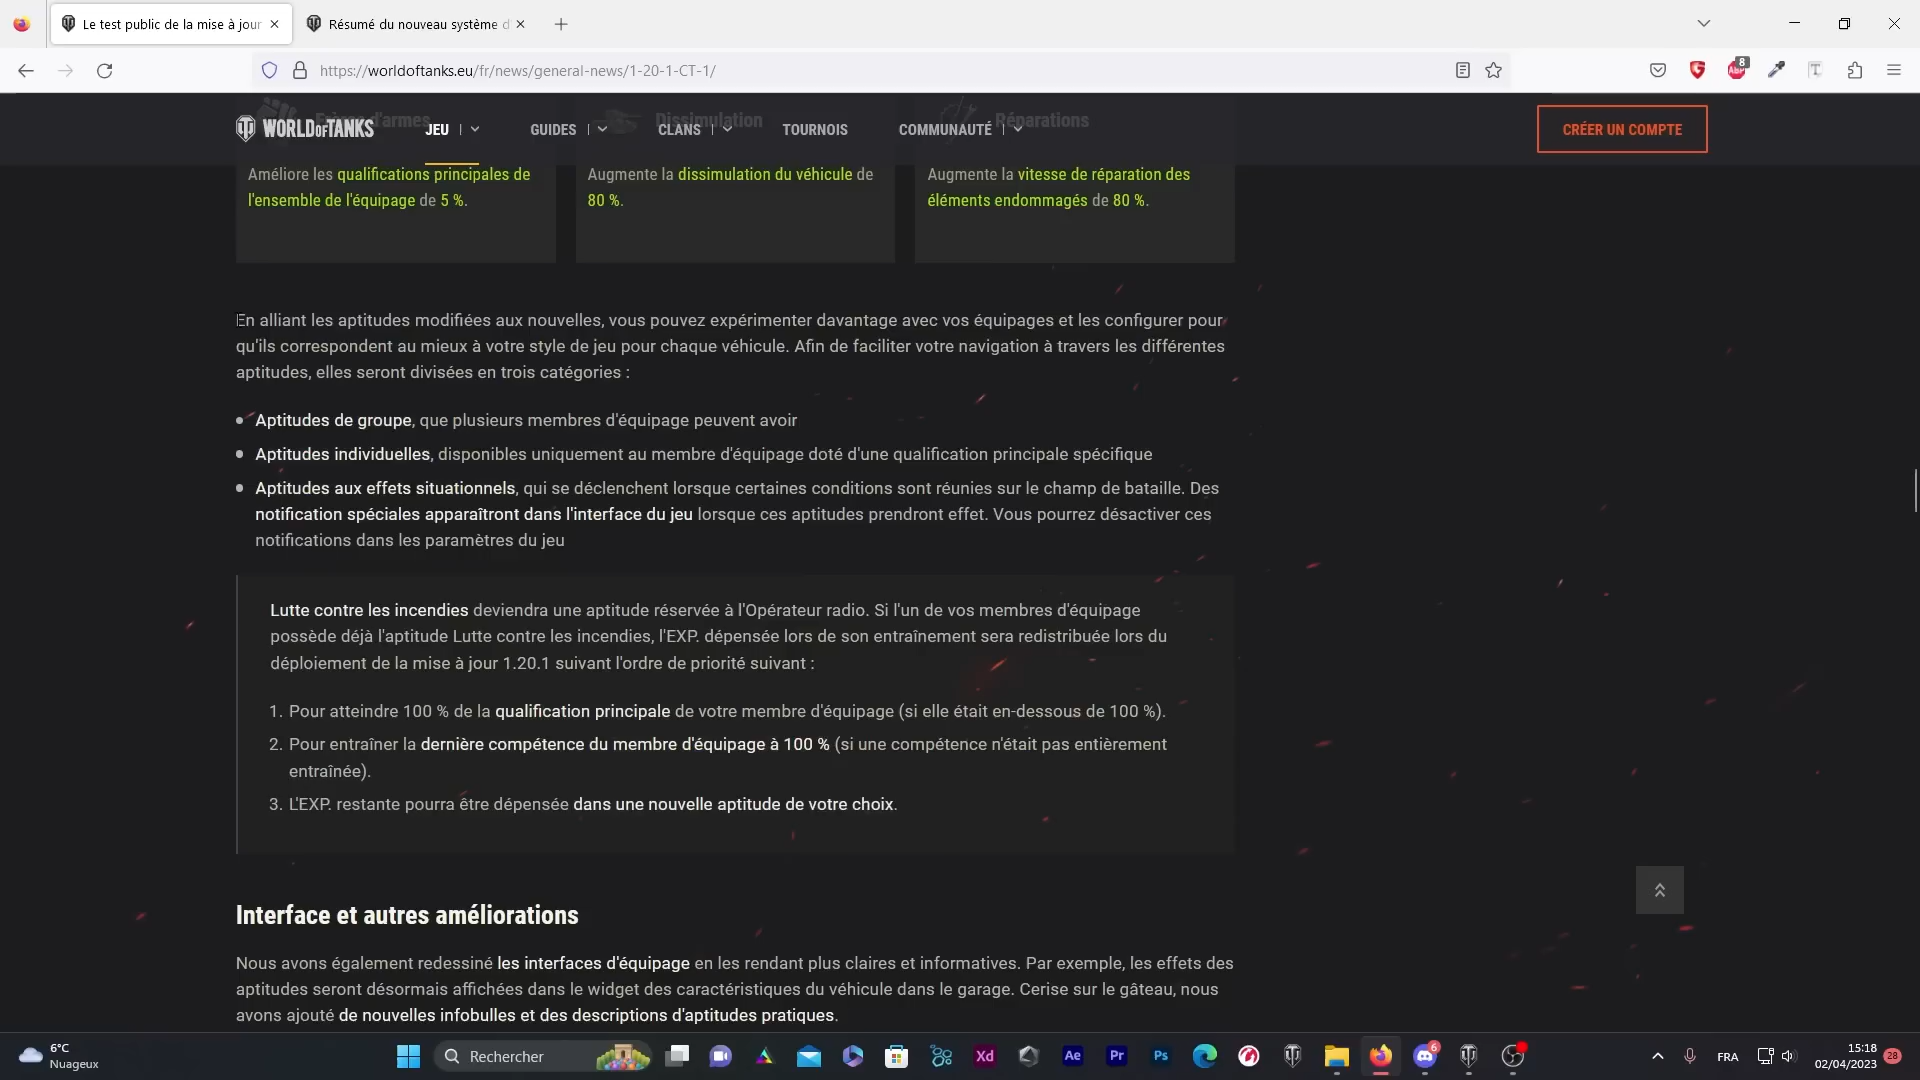 Le test public de la mise à jour
Résumé du nouveau système d
https://worldoftanks.eu/fr/news/general-news/1-20-1-CT-1/
8
Frères d'armes
Dissimulation
Réparations
WORLD OF TANKS
JEU
GUIDES
CLANS
TOURNOIS
COMMUNAUTÉ
CRÉER UN COMPTE
Améliore les qualifications principales de
l'ensemble de l'équipage de 5 %.
Augmente la dissimulation du véhicule de
80 %.
Augmente la vitesse de réparation des
éléments endommagés de 80 %.
En alliant les aptitudes modifiées aux nouvelles, vous pouvez expérimenter davantage avec vos équipages et les configurer pour
qu'ils correspondent au mieux à votre style de jeu pour chaque véhicule. Afin de faciliter votre navigation à travers les différentes
aptitudes, elles seront divisées en trois catégories :
Aptitudes de groupe, que plusieurs membres d'équipage peuvent avoir
Aptitudes individuelles, disponibles uniquement au membre d'équipage doté d'une qualification principale spécifique
Aptitudes aux effets situationnels, qui se déclenchent lorsque certaines conditions sont réunies sur le champ de bataille. Des
notification spéciales apparaîtront dans l'interface du jeu lorsque ces aptitudes prendront effet. Vous pourrez désactiver ces
notifications dans les paramètres du jeu
Lutte contre les incendies deviendra une aptitude réservée à l'Opérateur radio. Si l'un de vos membres d'équipage
possède déjà l'aptitude Lutte contre les incendies, l'EXP. dépensée lors de son entraînement sera redistribuée lors du
déploiement de la mise à jour 1.20.1 suivant l'ordre de priorité suivant :
1. Pour atteindre 100 % de la qualification principale de votre membre d'équipage (si elle était en-dessous de 100 %).
2. Pour entraîner la dernière compétence du membre d'équipage à 100 % (si une compétence n'était pas entièrement
entraînée).
3. L'EXP. restante pourra être dépensée dans une nouvelle aptitude de votre choix.
Interface et autres améliorations
Nous avons également redessiné les interfaces d'équipage en les rendant plus claires et informatives. Par exemple, les effets des
aptitudes seront désormais affichées dans le widget des caractéristiques du véhicule dans le garage. Cerise sur le gâteau, nous
avons ajouté de nouvelles infobulles et des descriptions d'aptitudes pratiques.
6°C
Nuageux
Rechercher
Xd
Ae
Pr
Ps
6
FRA
15:18
02/04/2023
28